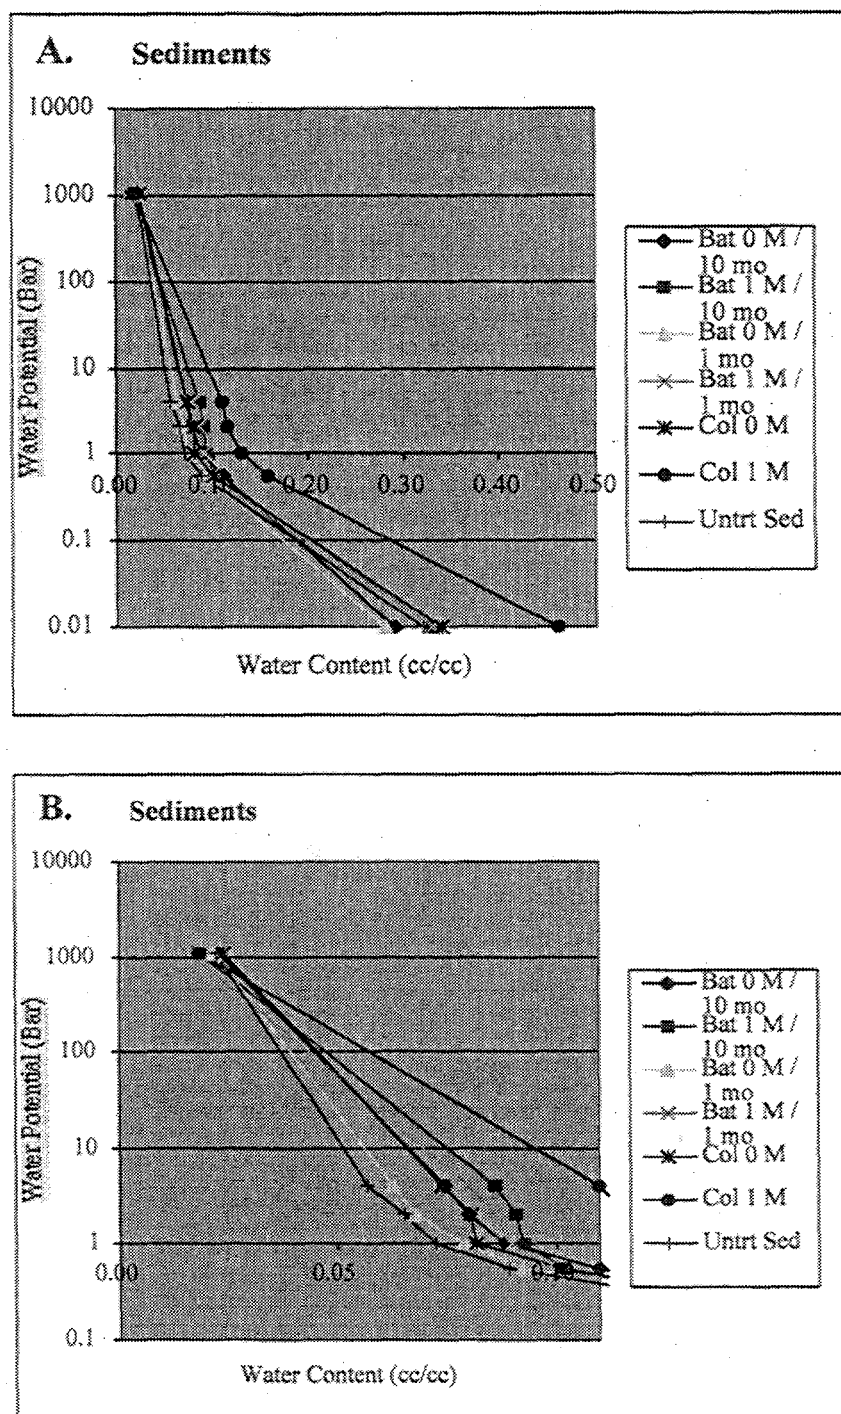 A. Sediments
10000
1000
100
10
1
0.1
0.01
0.00
0.20
0.30
0.40
0.50
Water Potential (Bar)
Water Content (cc/cc)
Bat 0 M /
10 mo
Bat 1 M /
10 mo
Bat 0 M /
1 mo
Bat 1 M /
1 mo
Col 0 M
Col 1 M
Untrt Sed
B. Sediments
10000
1000
100
10
1
0.1
0.00
0.05
Water Potential (Bar)
Water Content (cc/cc)
Bat 0 M /
10 mo
Bat 1 M /
10 mo
Bat 0 M /
1 mo
Bat 1 M /
1 mo
Col 0 M
Col 1 M
Untrt Sed